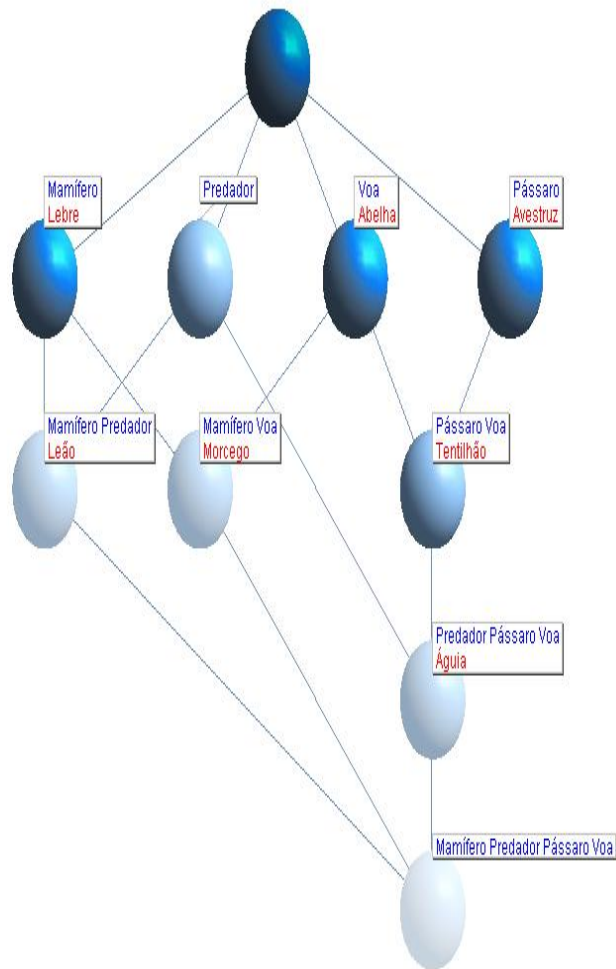 Mamífero
Lebre
Predador
Voa
Abelha
Pássaro
Avestruz
Mamífero Predador
Leão
Mamífero Voa
Morcego
Pássaro Voa
Tentilhão
Predador Pássaro Voa
Águia
Mamífero Predador Pássaro Voa